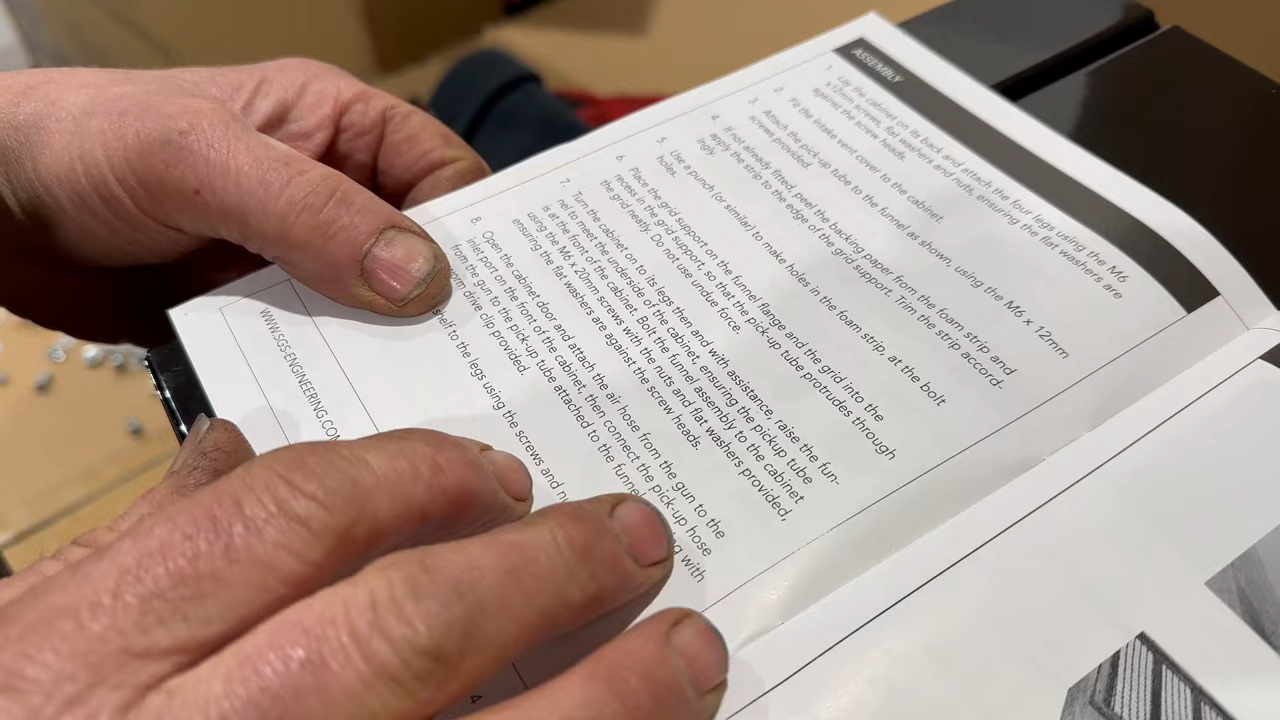 ASSEMBLY
1. Lay the cabinet on its back and attach the four legs using the M6
x12mm screws, flat washers and nuts, ensuring the flat washers are
against the screw heads.
2. Fit the intake vent cover to the cabinet.
3. Attach the pick-up tube to the funnel as shown, using the M6 x 12mm
screws provided.
4. If not already fitted, peel the backing paper from the foam strip and
apply the strip to the edge of the grid support. Trim the strip accord-
ingly.
5. Use a punch (or similar) to make holes in the foam strip, at the bolt
holes.
6. Place the grid support on the funnel flange and the grid into the
recess in the grid support so that the pick-up tube protrudes through
the grid neatly. Do not use undue force.
7. Turn the cabinet on to its legs then and with assistance, raise the fun-
nel to meet the underside of the cabinet, ensuring the pickup tube
is at the front of the cabinet. Bolt the funnel assembly to the cabinet
using the M6 x 20mm screws with the nuts and flat washers provided,
ensuring the flat washers are against the screw heads.
8. Open the cabinet door and attach the air hose from the gun to the
inlet port on the front of the cabinet, then connect the pick-up hose
from the gun to the pick-up tube attached to the funnel with
worm drive clip provided.
shelf to the legs using the screws and
WWW.SGS-ENGINEERING.COM
4